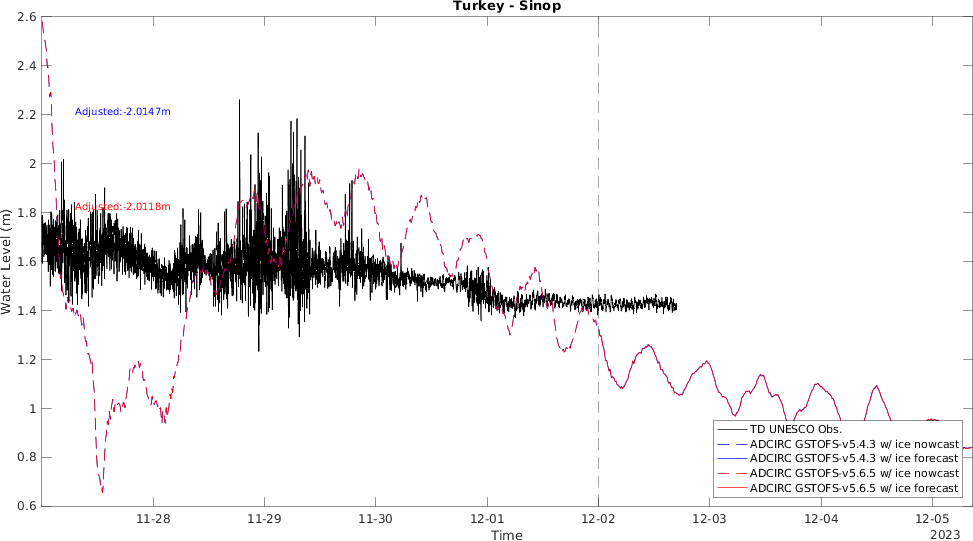 Turkey - Sinop
2.6
2.4
2.2
2
1.8
1.6
1.4
1.2
1
0.8
0.6
Water Level (m)
Adjusted:-2.0147m
Adjusted:-2.0118m
TD UNESCO Obs.
ADCIRC GSTOFS-v5.4.3 w/ ice nowcast
ADCIRC GSTOFS-v5.4.3 w/ ice forecast
ADCIRC GSTOFS-v5.6.5 w/ ice nowcast
ADCIRC GSTOFS-v5.6.5 w/ ice forecast
11-28
11-29
11-30
12-01
12-02
12-03
12-04
12-05
Time
2023